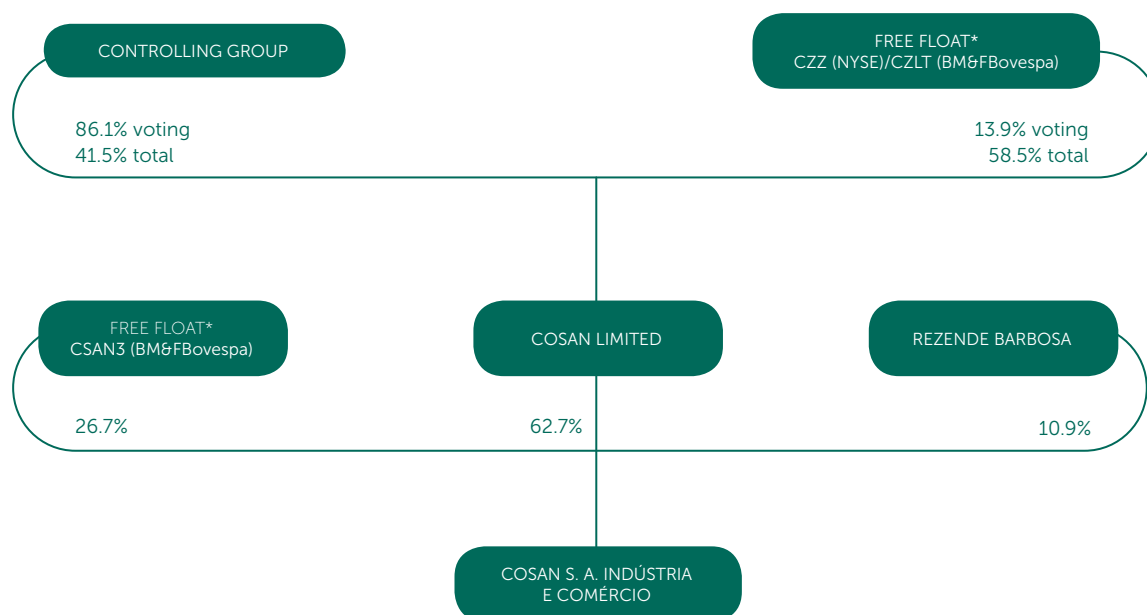 CONTROLLING GROUP
FREE FLOAT*
CZZ (NYSE)/CZLT (BM&FBovespa)
86.1% voting
41.5% total
13.9% voting
58.5% total
FREE FLOAT*
CSAN3 (BM&FBovespa)
COSAN LIMITED
REZENDE BARBOSA
26.7%
62.7%
10.9%
COSAN S. A. INDÚSTRIA
E COMÉRCIO